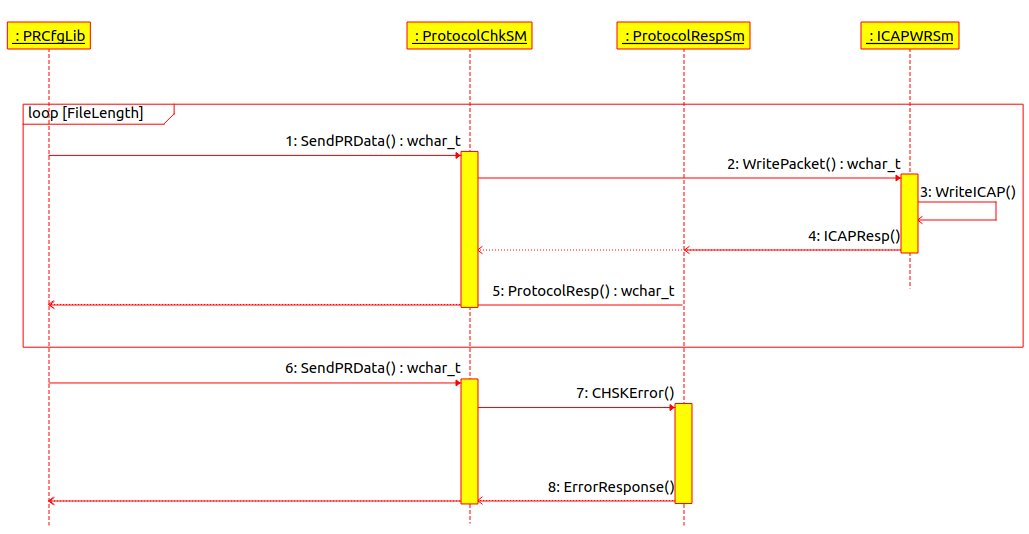 : PRCfgLib
: ProtocolChkSM
: ProtocolRespSm
: ICAPWRSm
loop [FileLength]
1: SendPRData() : wchar_t
2: WritePacket() : wchar_t
3: WriteICAP()
4: ICAPResp()
5: ProtocolResp() : wchar_t
6: SendPRData() : wchar_t
7: CHSKError()
8: ErrorResponse()